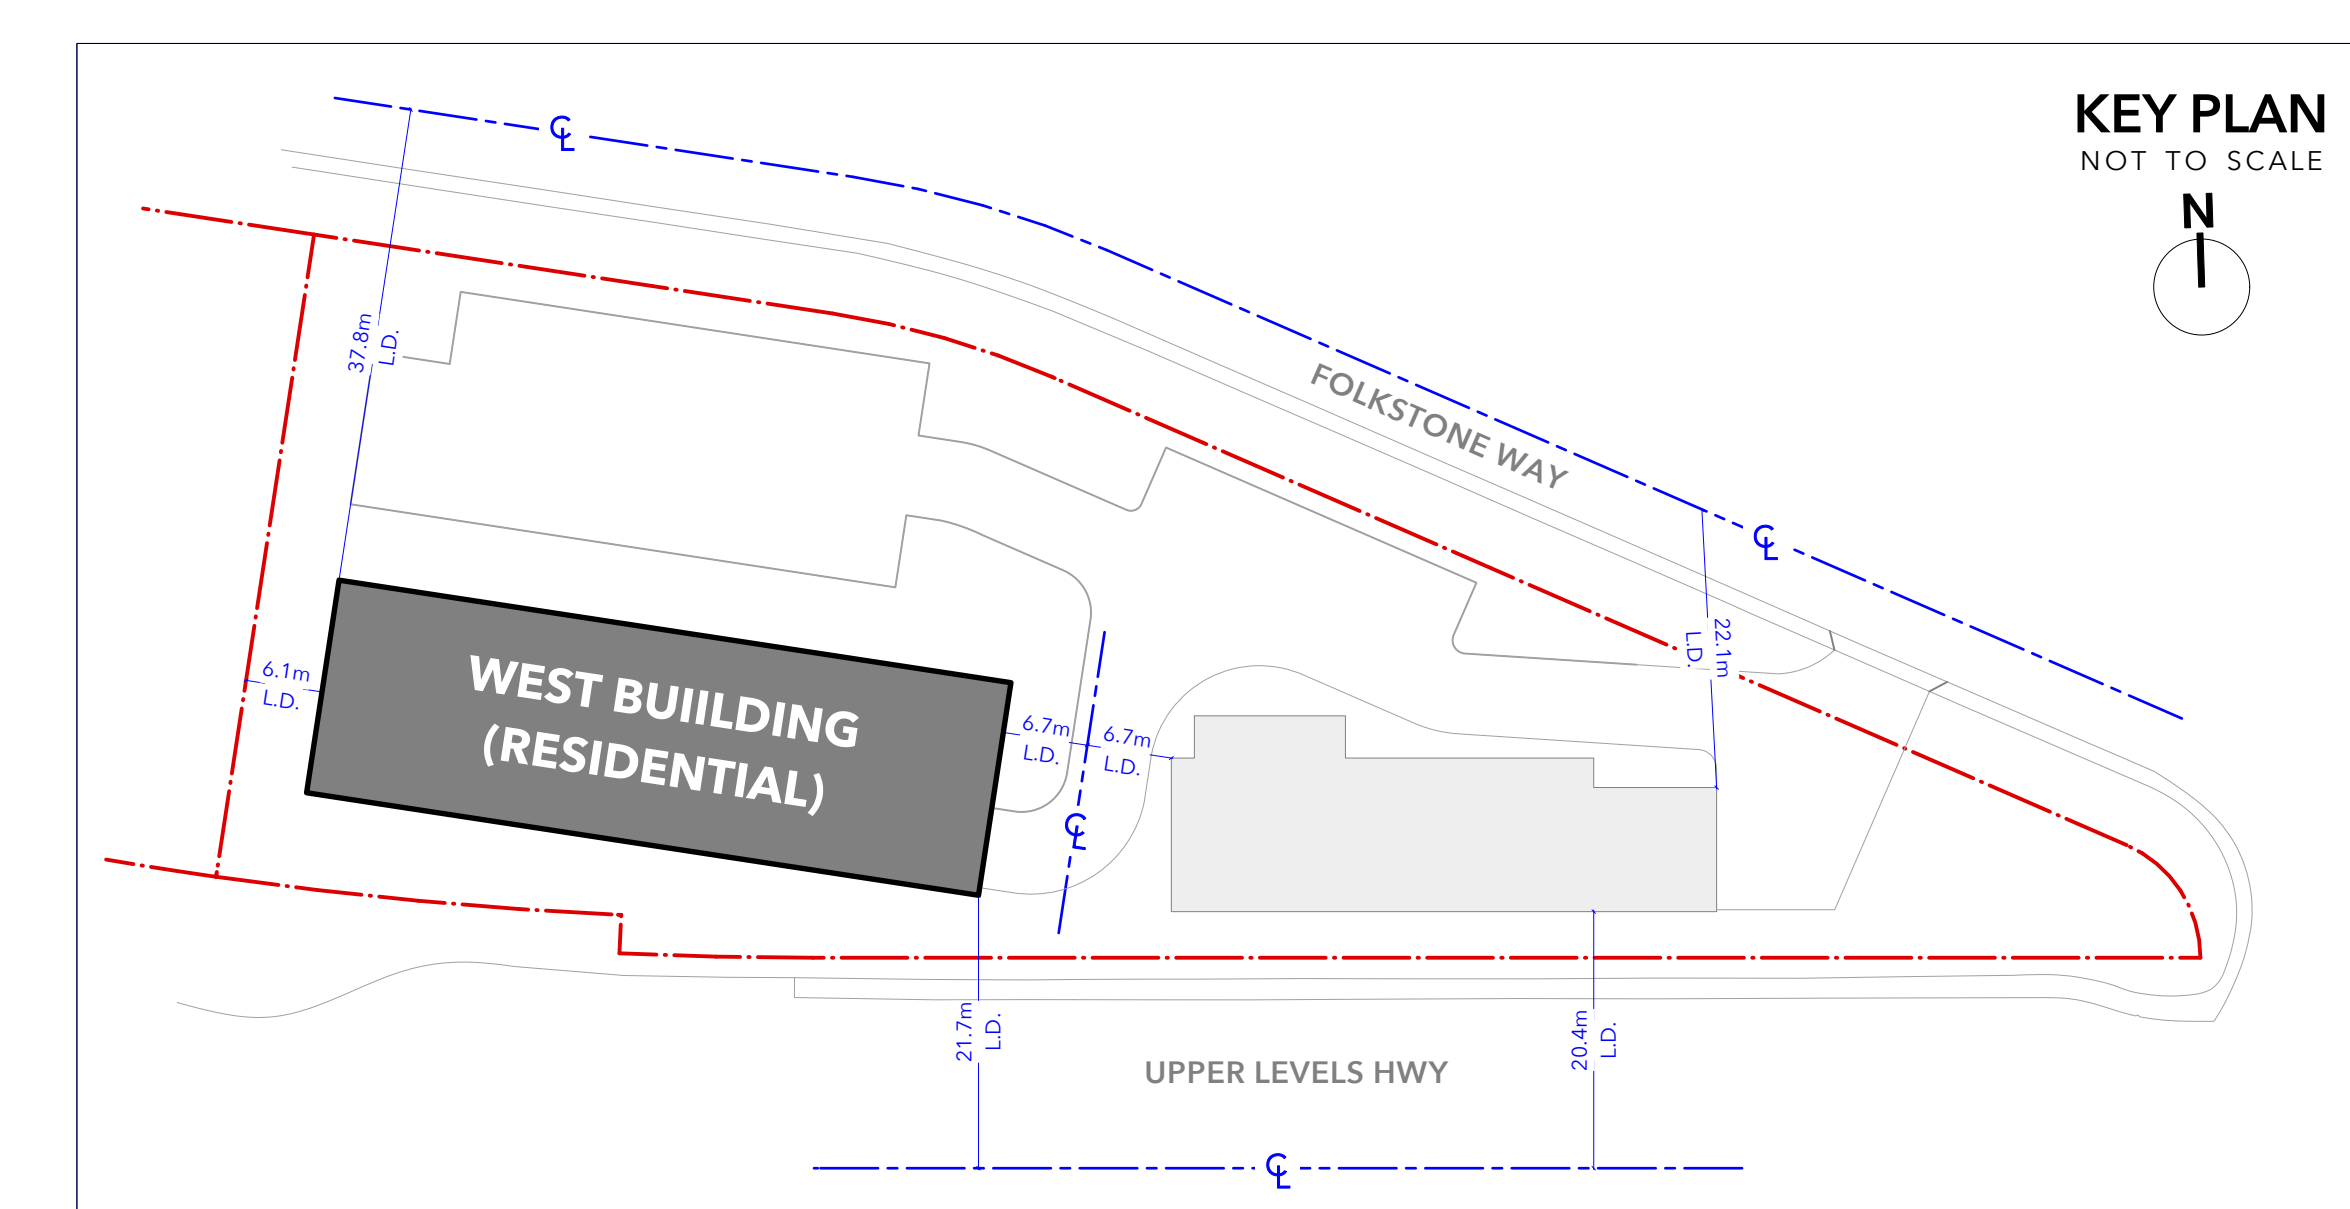 KEY PLAN
NOT TO SCALE
N
℄
37.8m
L.D.
FOLKSTONE WAY
℄
22.1m
L.D.
6.1m
L.D.
WEST BUIILDING
(RESIDENTIAL)
6.7m
L.D.
6.7m
L.D.
℄
21.7m
L.D.
20.4m
L.D.
UPPER LEVELS HWY
℄